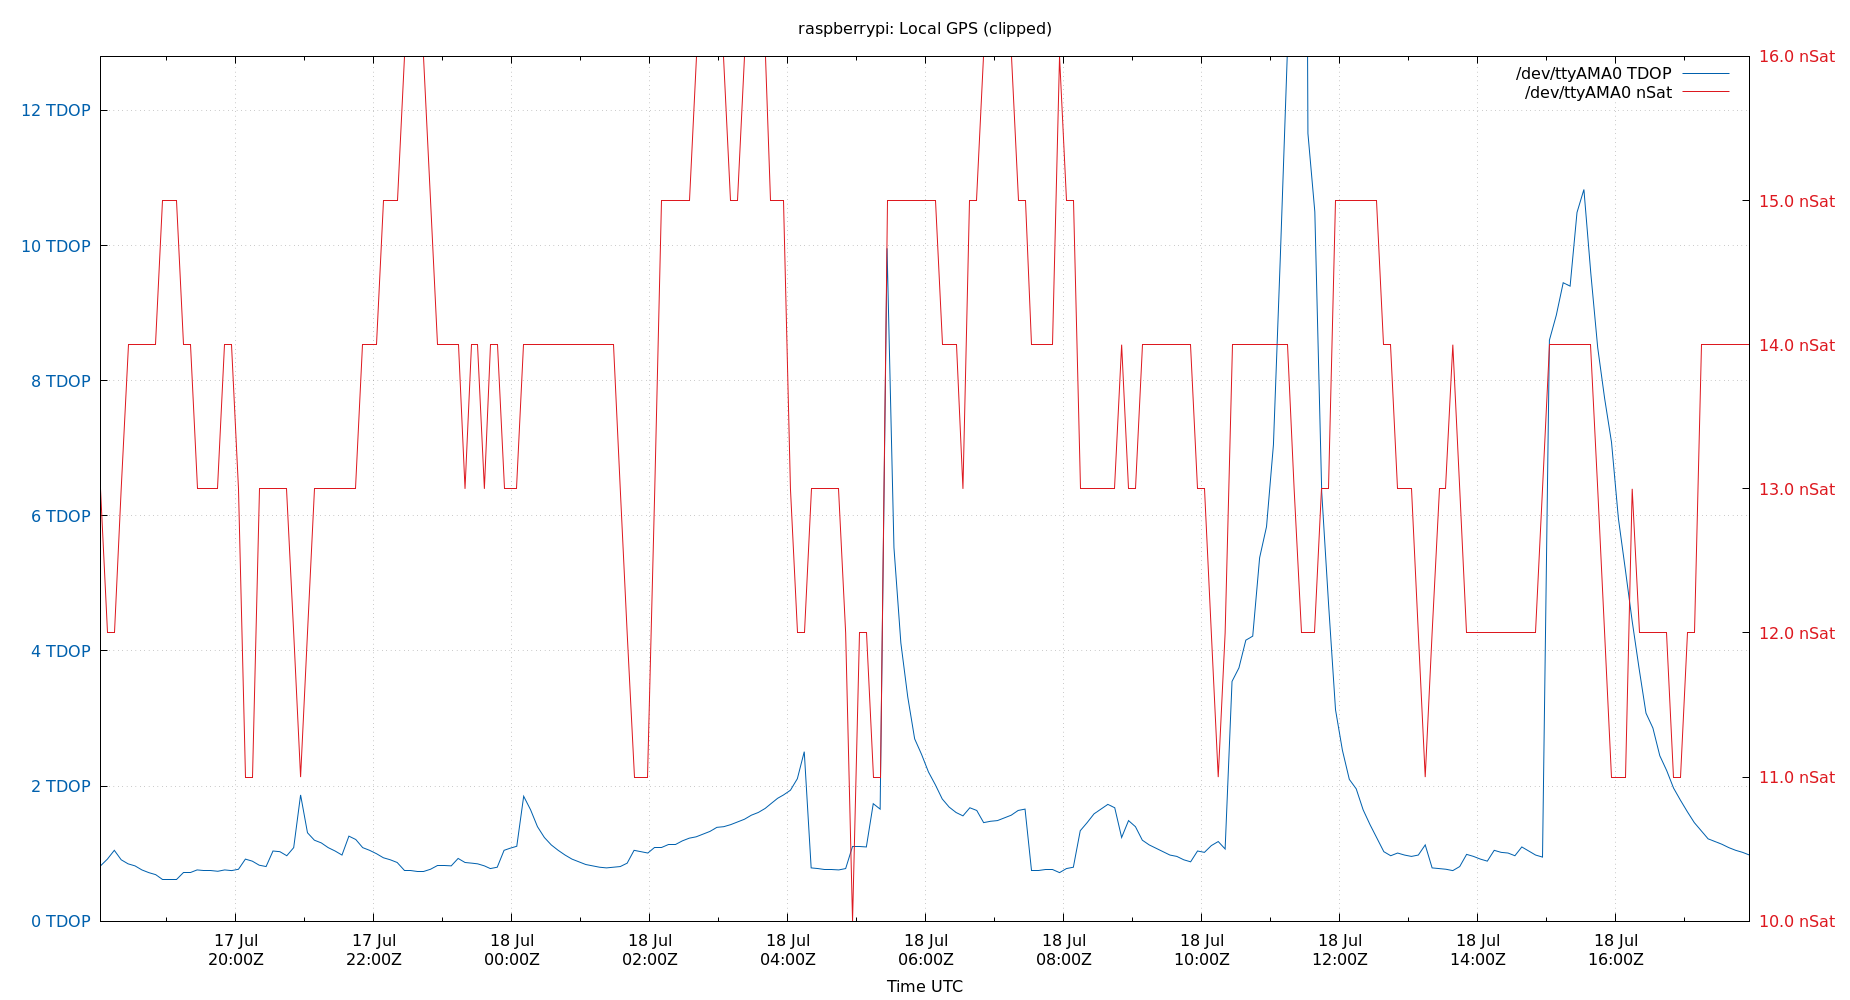 raspberrypi: Local GPS (clipped)
/dev/ttyAMA0 TDOP
/dev/ttyAMA0 nSat
12 TDOP
10 TDOP
8 TDOP
6 TDOP
4 TDOP
2 TDOP
0 TDOP
16.0 nSat
15.0 nSat
14.0 nSat
13.0 nSat
12.0 nSat
11.0 nSat
10.0 nSat
17 Jul
20:00Z
17 Jul
22:00Z
18 Jul
00:00Z
18 Jul
02:00Z
18 Jul
04:00Z
18 Jul
06:00Z
18 Jul
08:00Z
18 Jul
10:00Z
18 Jul
12:00Z
18 Jul
14:00Z
18 Jul
16:00Z
Time UTC